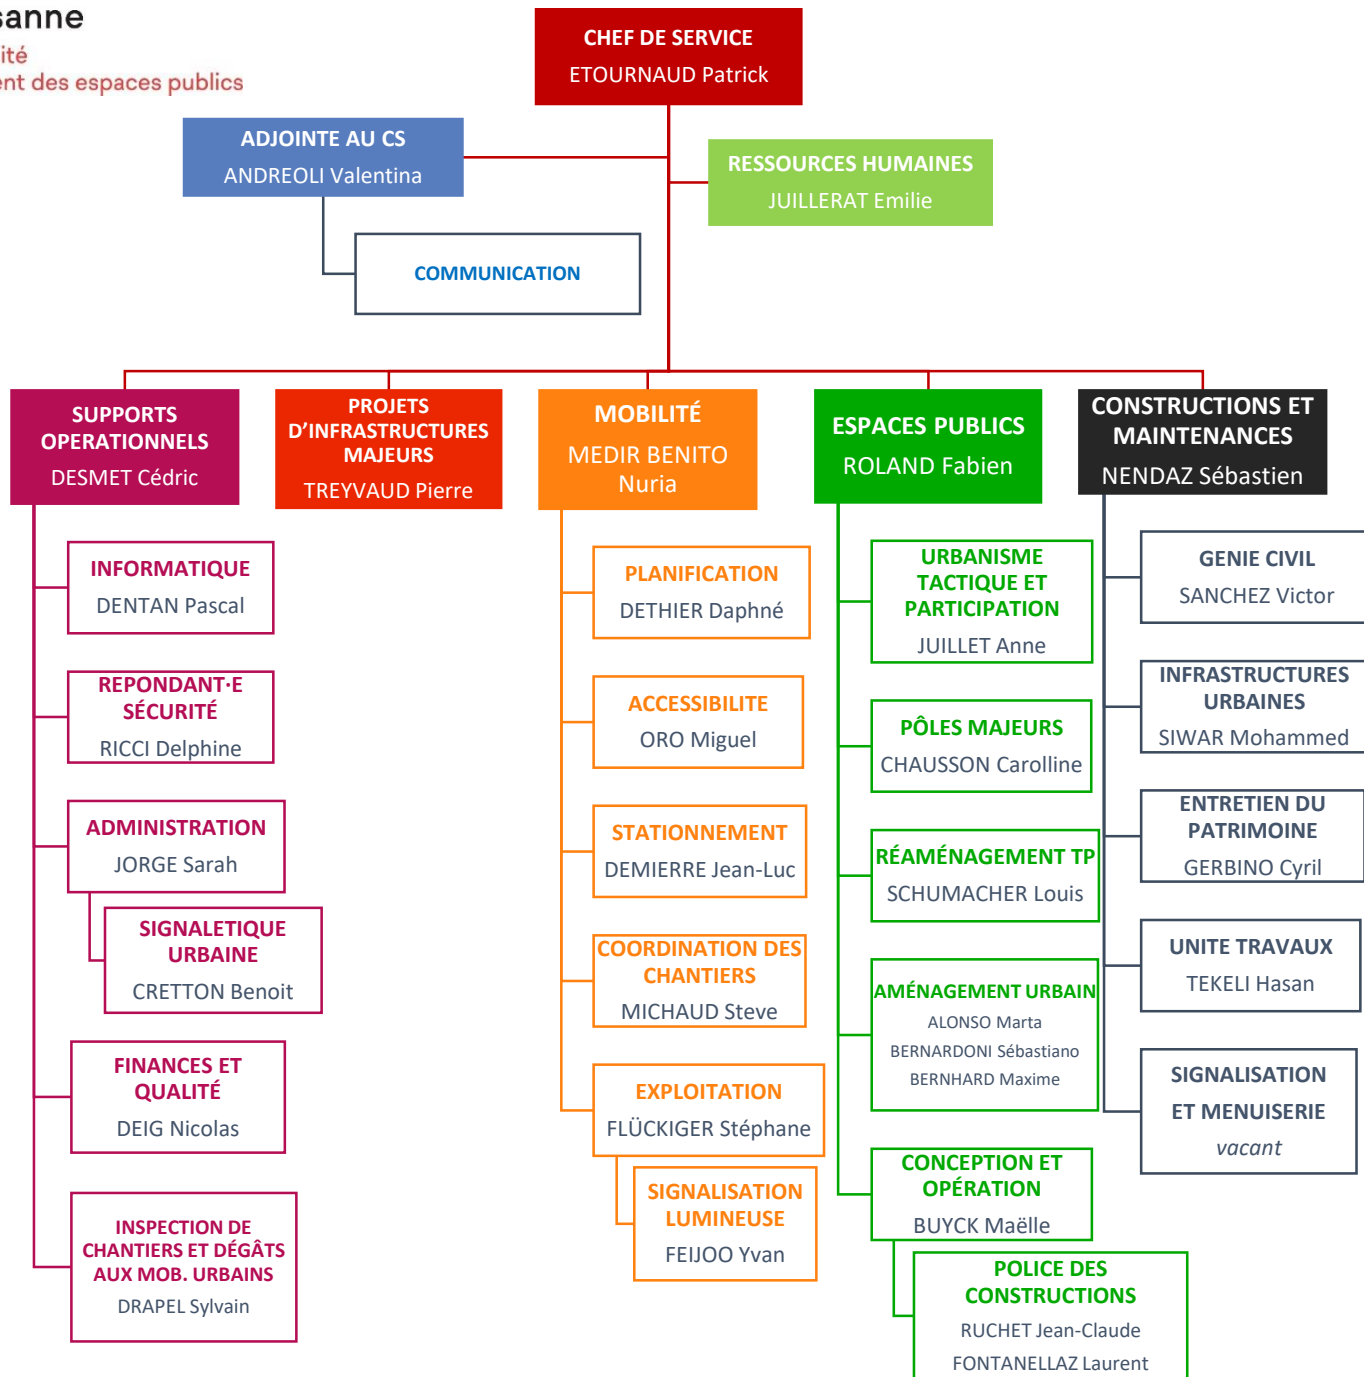 sanne
ité
ent des espaces publics
CHEF DE SERVICE
ETOURNAUD Patrick
ADJOINTE AU CS
ANDREOLI Valentina
RESSOURCES HUMAINES
JUILLERAT Emilie
COMMUNICATION
SUPPORTS
OPERATIONNELS
DESMET Cédric
PROJETS
D’INFRASTRUCTURES
MAJEURS
TREYVAUD Pierre
MOBILITÉ
MEDIR BENITO
Nuria
ESPACES PUBLICS
ROLAND Fabien
CONSTRUCTIONS ET
MAINTENANCES
NENDAZ Sébastien
INFORMATIQUE
DENTAN Pascal
REPONDANT·E
SÉCURITÉ
RICCI Delphine
ADMINISTRATION
JORGE Sarah
SIGNALETIQUE
URBAINE
CRETTON Benoit
FINANCES ET
QUALITÉ
DEIG Nicolas
INSPECTION DE
CHANTIERS ET DÉGÂTS
AUX MOB. URBAINS
DRAPEL Sylvain
PLANIFICATION
DETHIER Daphné
ACCESSIBILITE
ORO Miguel
STATIONNEMENT
DEMIERRE Jean-Luc
COORDINATION DES
CHANTIERS
MICHAUD Steve
EXPLOITATION
FLÜCKIGER Stéphane
SIGNALISATION
LUMINEUSE
FEIJOO Yvan
URBANISME
TACTIQUE ET
PARTICIPATION
JUILLET Anne
PÔLES MAJEURS
CHAUSSON Carolline
RÉAMÉNAGEMENT TP
SCHUMACHER Louis
AMÉNAGEMENT URBAIN
ALONSO Marta
BERNARDONI Sébastiano
BERNHARD Maxime
CONCEPTION ET
OPÉRATION
BUYCK Maëlle
POLICE DES
CONSTRUCTIONS
RUCHET Jean-Claude
FONTANELLAZ Laurent
GENIE CIVIL
SANCHEZ Victor
INFRASTRUCTURES
URBAINES
SIWAR Mohammed
ENTRETIEN DU
PATRIMOINE
GERBINO Cyril
UNITE TRAVAUX
TEKELI Hasan
SIGNALISATION
ET MENUISERIE
vacant